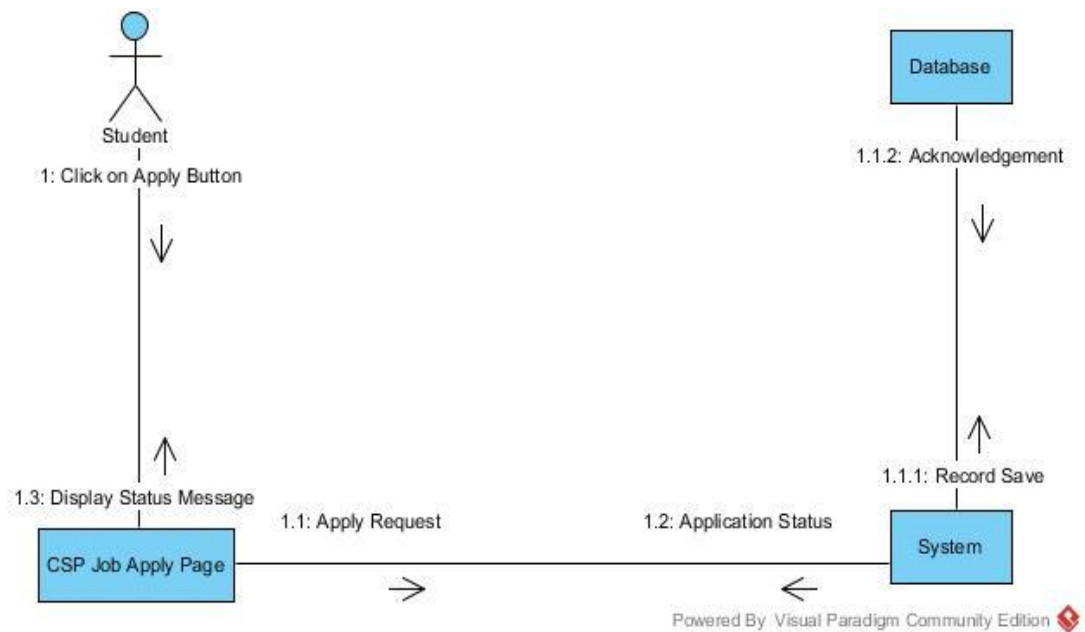 Student
Database
1: Click on Apply Button
1.1.2: Acknowledgement
1.3: Display Status Message
1.1.1: Record Save
1.1: Apply Request
1.2: Application Status
CSP Job Apply Page
System
Powered By Visual Paradigm Community Edition